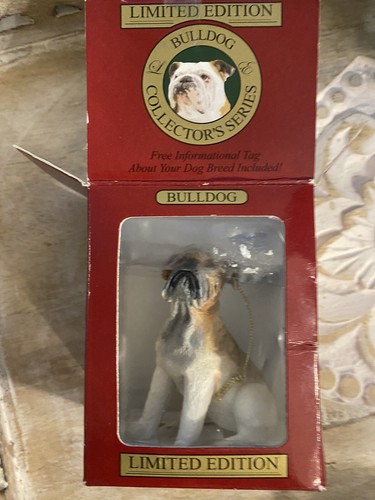 LIMITED EDITION
BULLDOG
COLLECTOR'S SERIES
Free Informational Tag
About Your Dog Breed Included!
BULLDOG
LIMITED EDITION